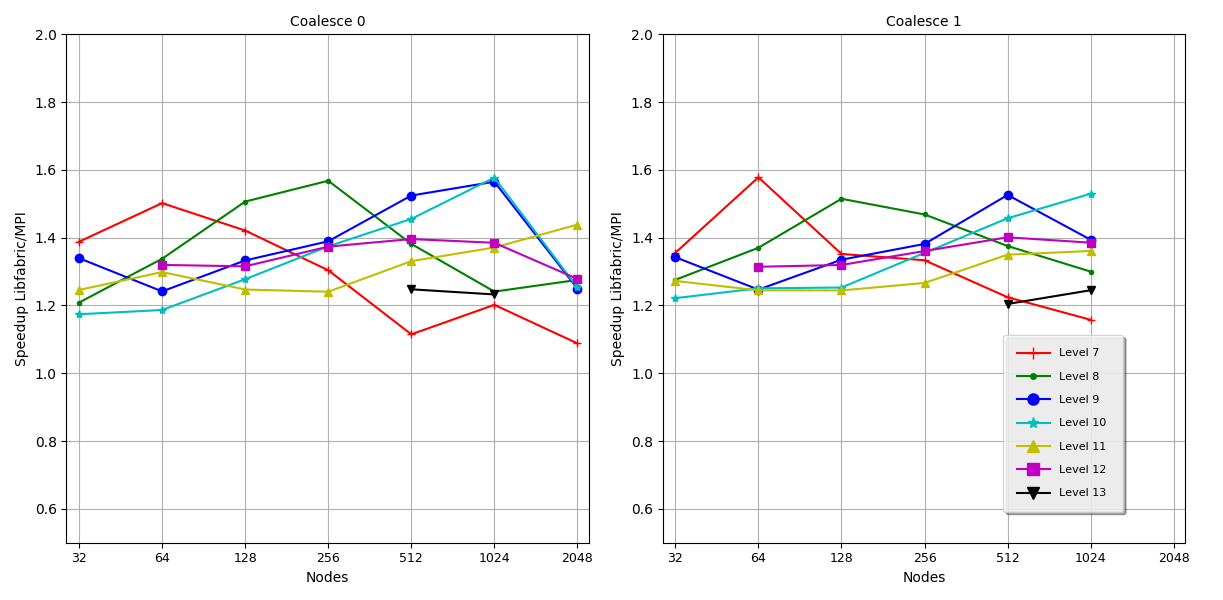 Coalesce 0
Speedup Libfabric/MPI
2.0
1.8
1.6
1.4
1.2
1.0
0.8
0.6
32 64 128 256 512 1024 2048
Nodes
Coalesce 1
Speedup Libfabric/MPI
2.0
1.8
1.6
1.4
1.2
1.0
0.8
0.6
32 64 128 256 512 1024 2048
Nodes
Level 7
Level 8
Level 9
Level 10
Level 11
Level 12
Level 13